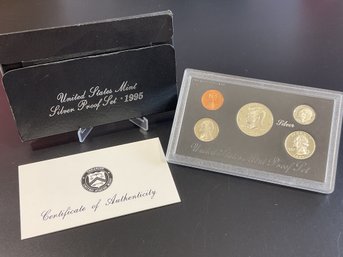 United States Mint
Silver Proof Set · 1995
Silver
United States Mint Proof Set
Certificate of Authenticity